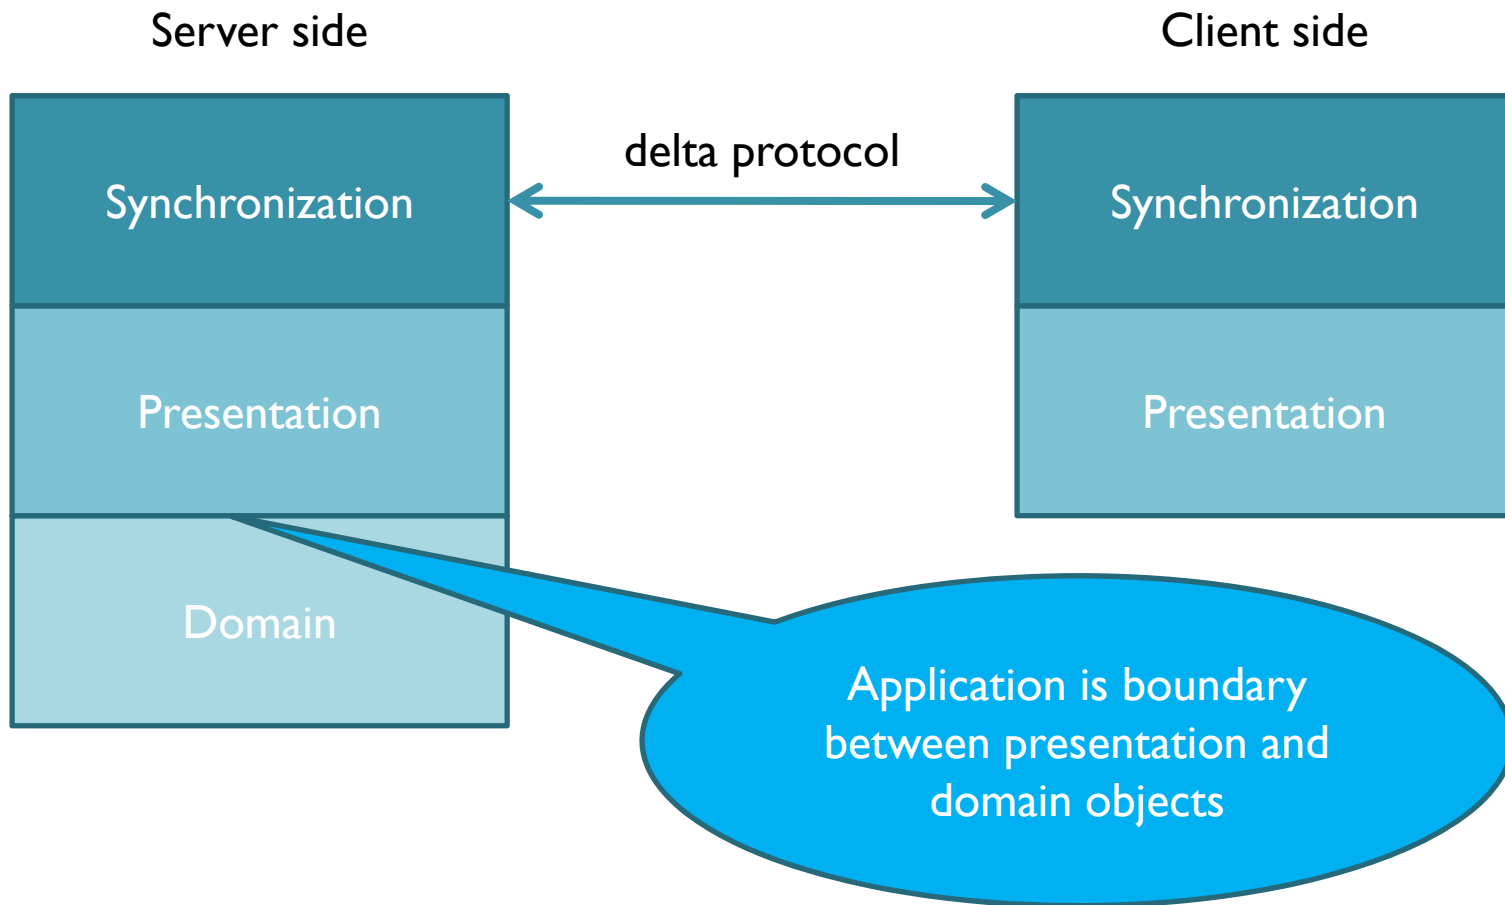 Server side
Client side
delta protocol
Synchronization
Synchronization
Presentation
Presentation
Domain
Application is boundary
between presentation and
domain objects